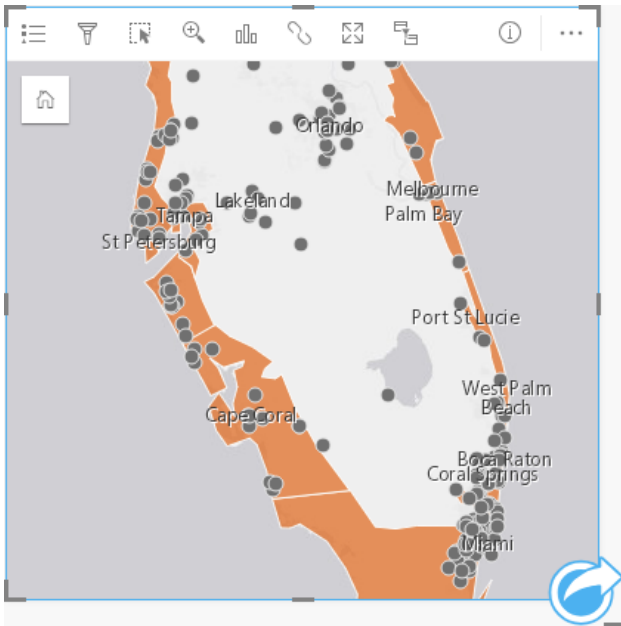 Orlando
Lakeland
Melbourne
Tampa
Palm Bay
St Petersburg
Port St Lucie
West Palm
Beach
Cape Coral
Boca Raton
Coral Springs
Miami